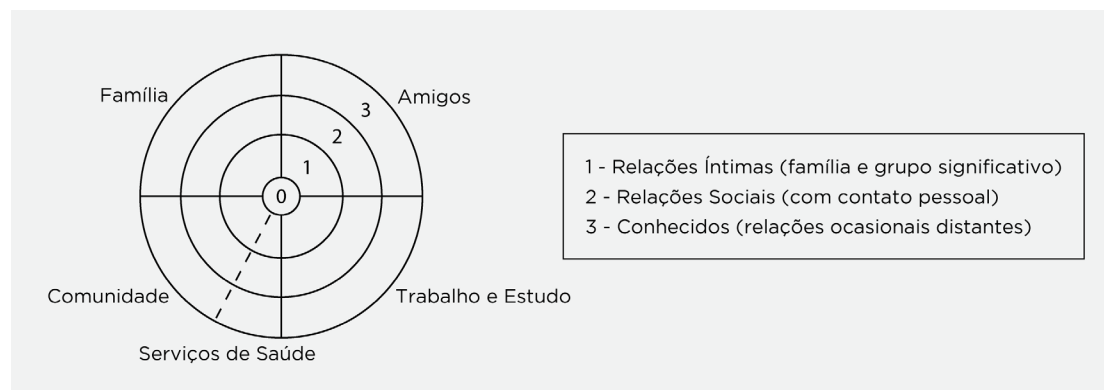 Família
Amigos
3
2
1
0
Comunidade
Trabalho e Estudo
Serviços de Saúde
1 - Relações Íntimas (família e grupo significativo)
2 - Relações Sociais (com contato pessoal)
3 - Conhecidos (relações ocasionais distantes)